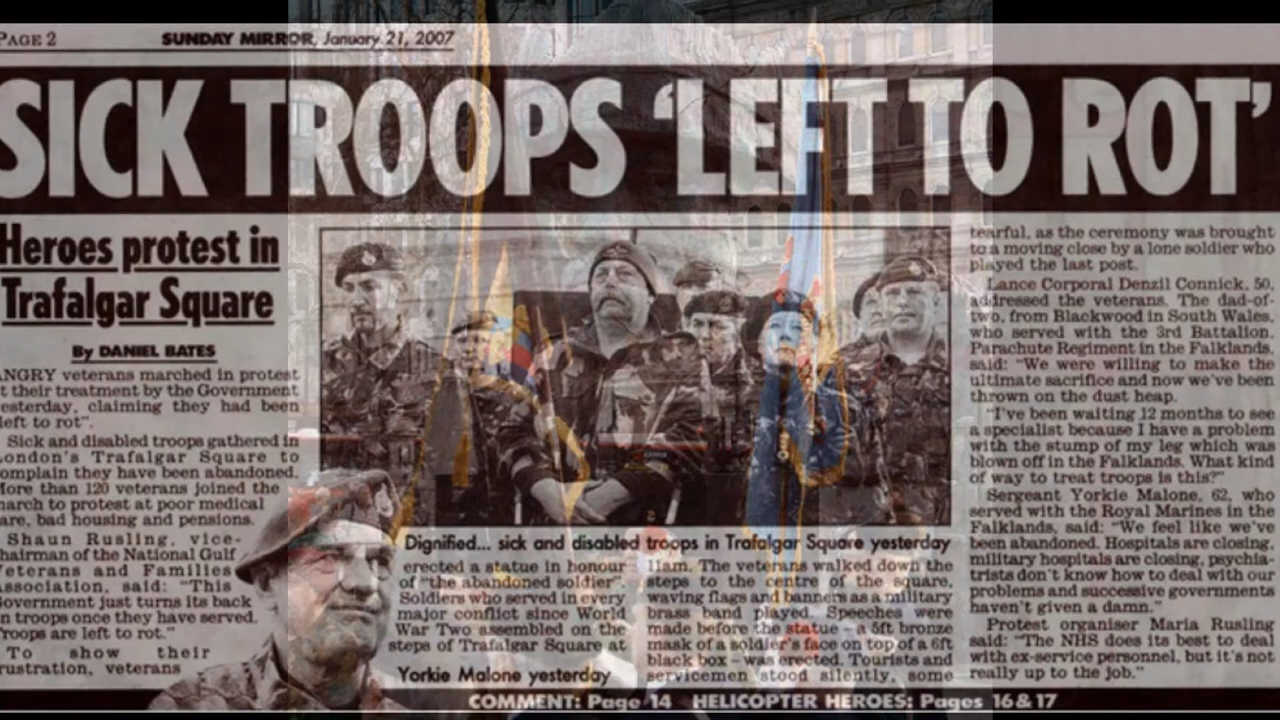 PAGE 2
SUNDAY MIRROR, January 21, 2007
SICK TROOPS ‘LEFT TO ROT’
Heroes protest in
Trafalgar Square
By DANIEL BATES
ANGRY veterans marched in protest
t their treatment by the Government
esterday, claiming they had been
left to rot”.
Sick and disabled troops gathered in
ondon’s Trafalgar Square to
omplain they have been abandoned.
More than 120 veterans joined the
march to protest at poor medical
are, bad housing and pensions.
Shaun Rusling, vice-
hairman of the National Gulf
Veterans and Families
Association, said: “This
overnment just turns its back
n troops once they have served.
Troops are left to rot.”
To show their
rustration, veterans
Dignified... sick and disabled troops in Trafalgar Square yesterday
erected a statue in honour
of “the abandoned soldier”.
Soldiers who served in every
major conflict since World
War Two assembled on the
steps of Trafalgar Square at
Yorkie Malone yesterday
11am. The veterans walked down the
steps to the centre of the square,
waving flags and banners as a military
brass band played. Speeches were
made before the statue – a 5ft bronze
mask of a soldier’s face on top of a 6ft
black box – was erected. Tourists and
servicemen stood silently, some
tearful, as the ceremony was brought
to a moving close by a lone soldier who
played the last post.
Lance Corporal Denzil Connick, 50,
addressed the veterans. The dad-of-
two, from Blackwood in South Wales,
who served with the 3rd Battalion,
Parachute Regiment in the Falklands,
said: “We were willing to make the
ultimate sacrifice and now we’ve been
thrown on the dust heap.
“I’ve been waiting 12 months to see
a specialist because I have a problem
with the stump of my leg which was
blown off in the Falklands. What kind
of way to treat troops is this?”
Sergeant Yorkie Malone, 62, who
served with the Royal Marines in the
Falklands, said: “We feel like we’ve
been abandoned. Hospitals are closing,
military hospitals are closing, psychia-
trists don’t know how to deal with our
problems and successive governments
haven’t given a damn.”
Protest organiser Maria Rusling
said: “The NHS does its best to deal
with ex-service personnel, but it’s not
really up to the job.”
COMMENT: Page 14 HELICOPTER HEROES: Pages 16 & 17